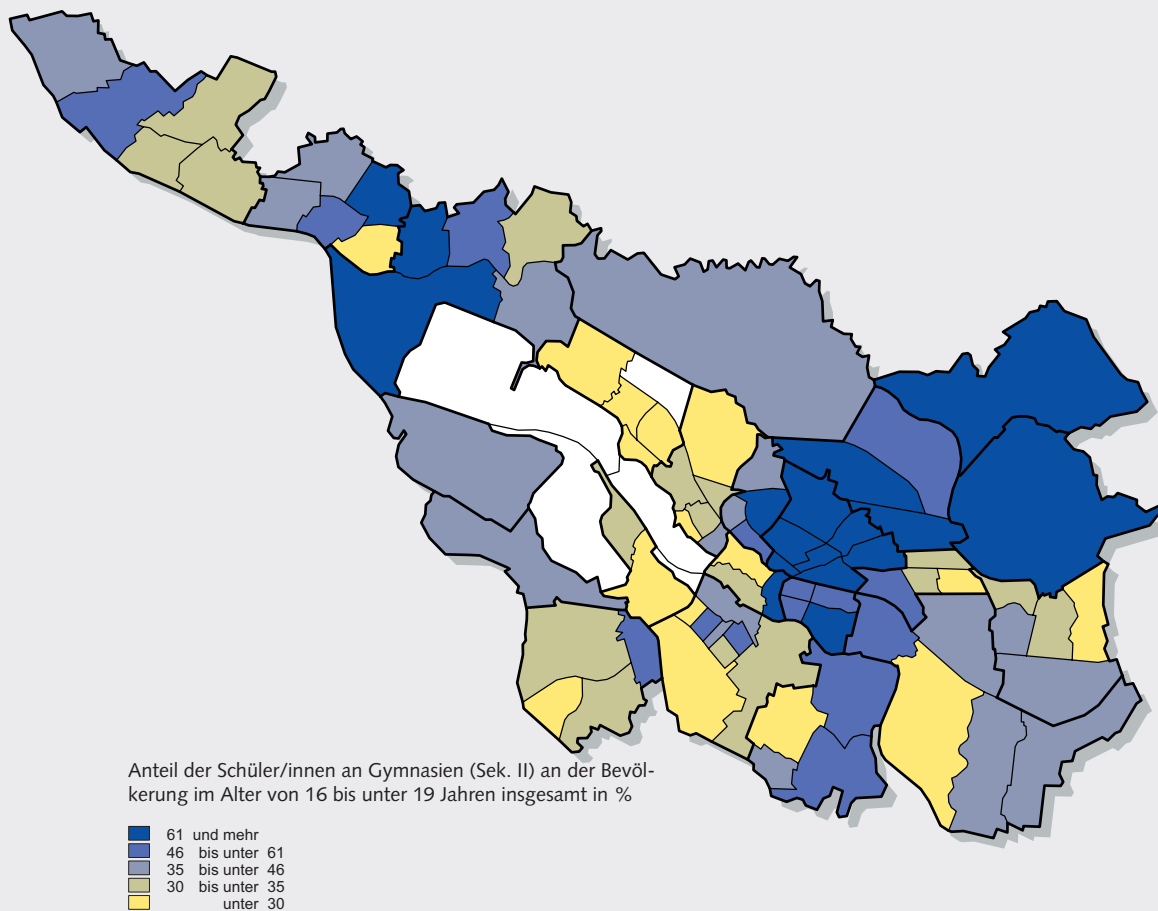 Anteil der Schüler/innen an Gymnasien (Sek. II) an der Bevöl-
kerung im Alter von 16 bis unter 19 Jahren insgesamt in %
61 und mehr
46 bis unter 61
35 bis unter 46
30 bis unter 35
unter 30